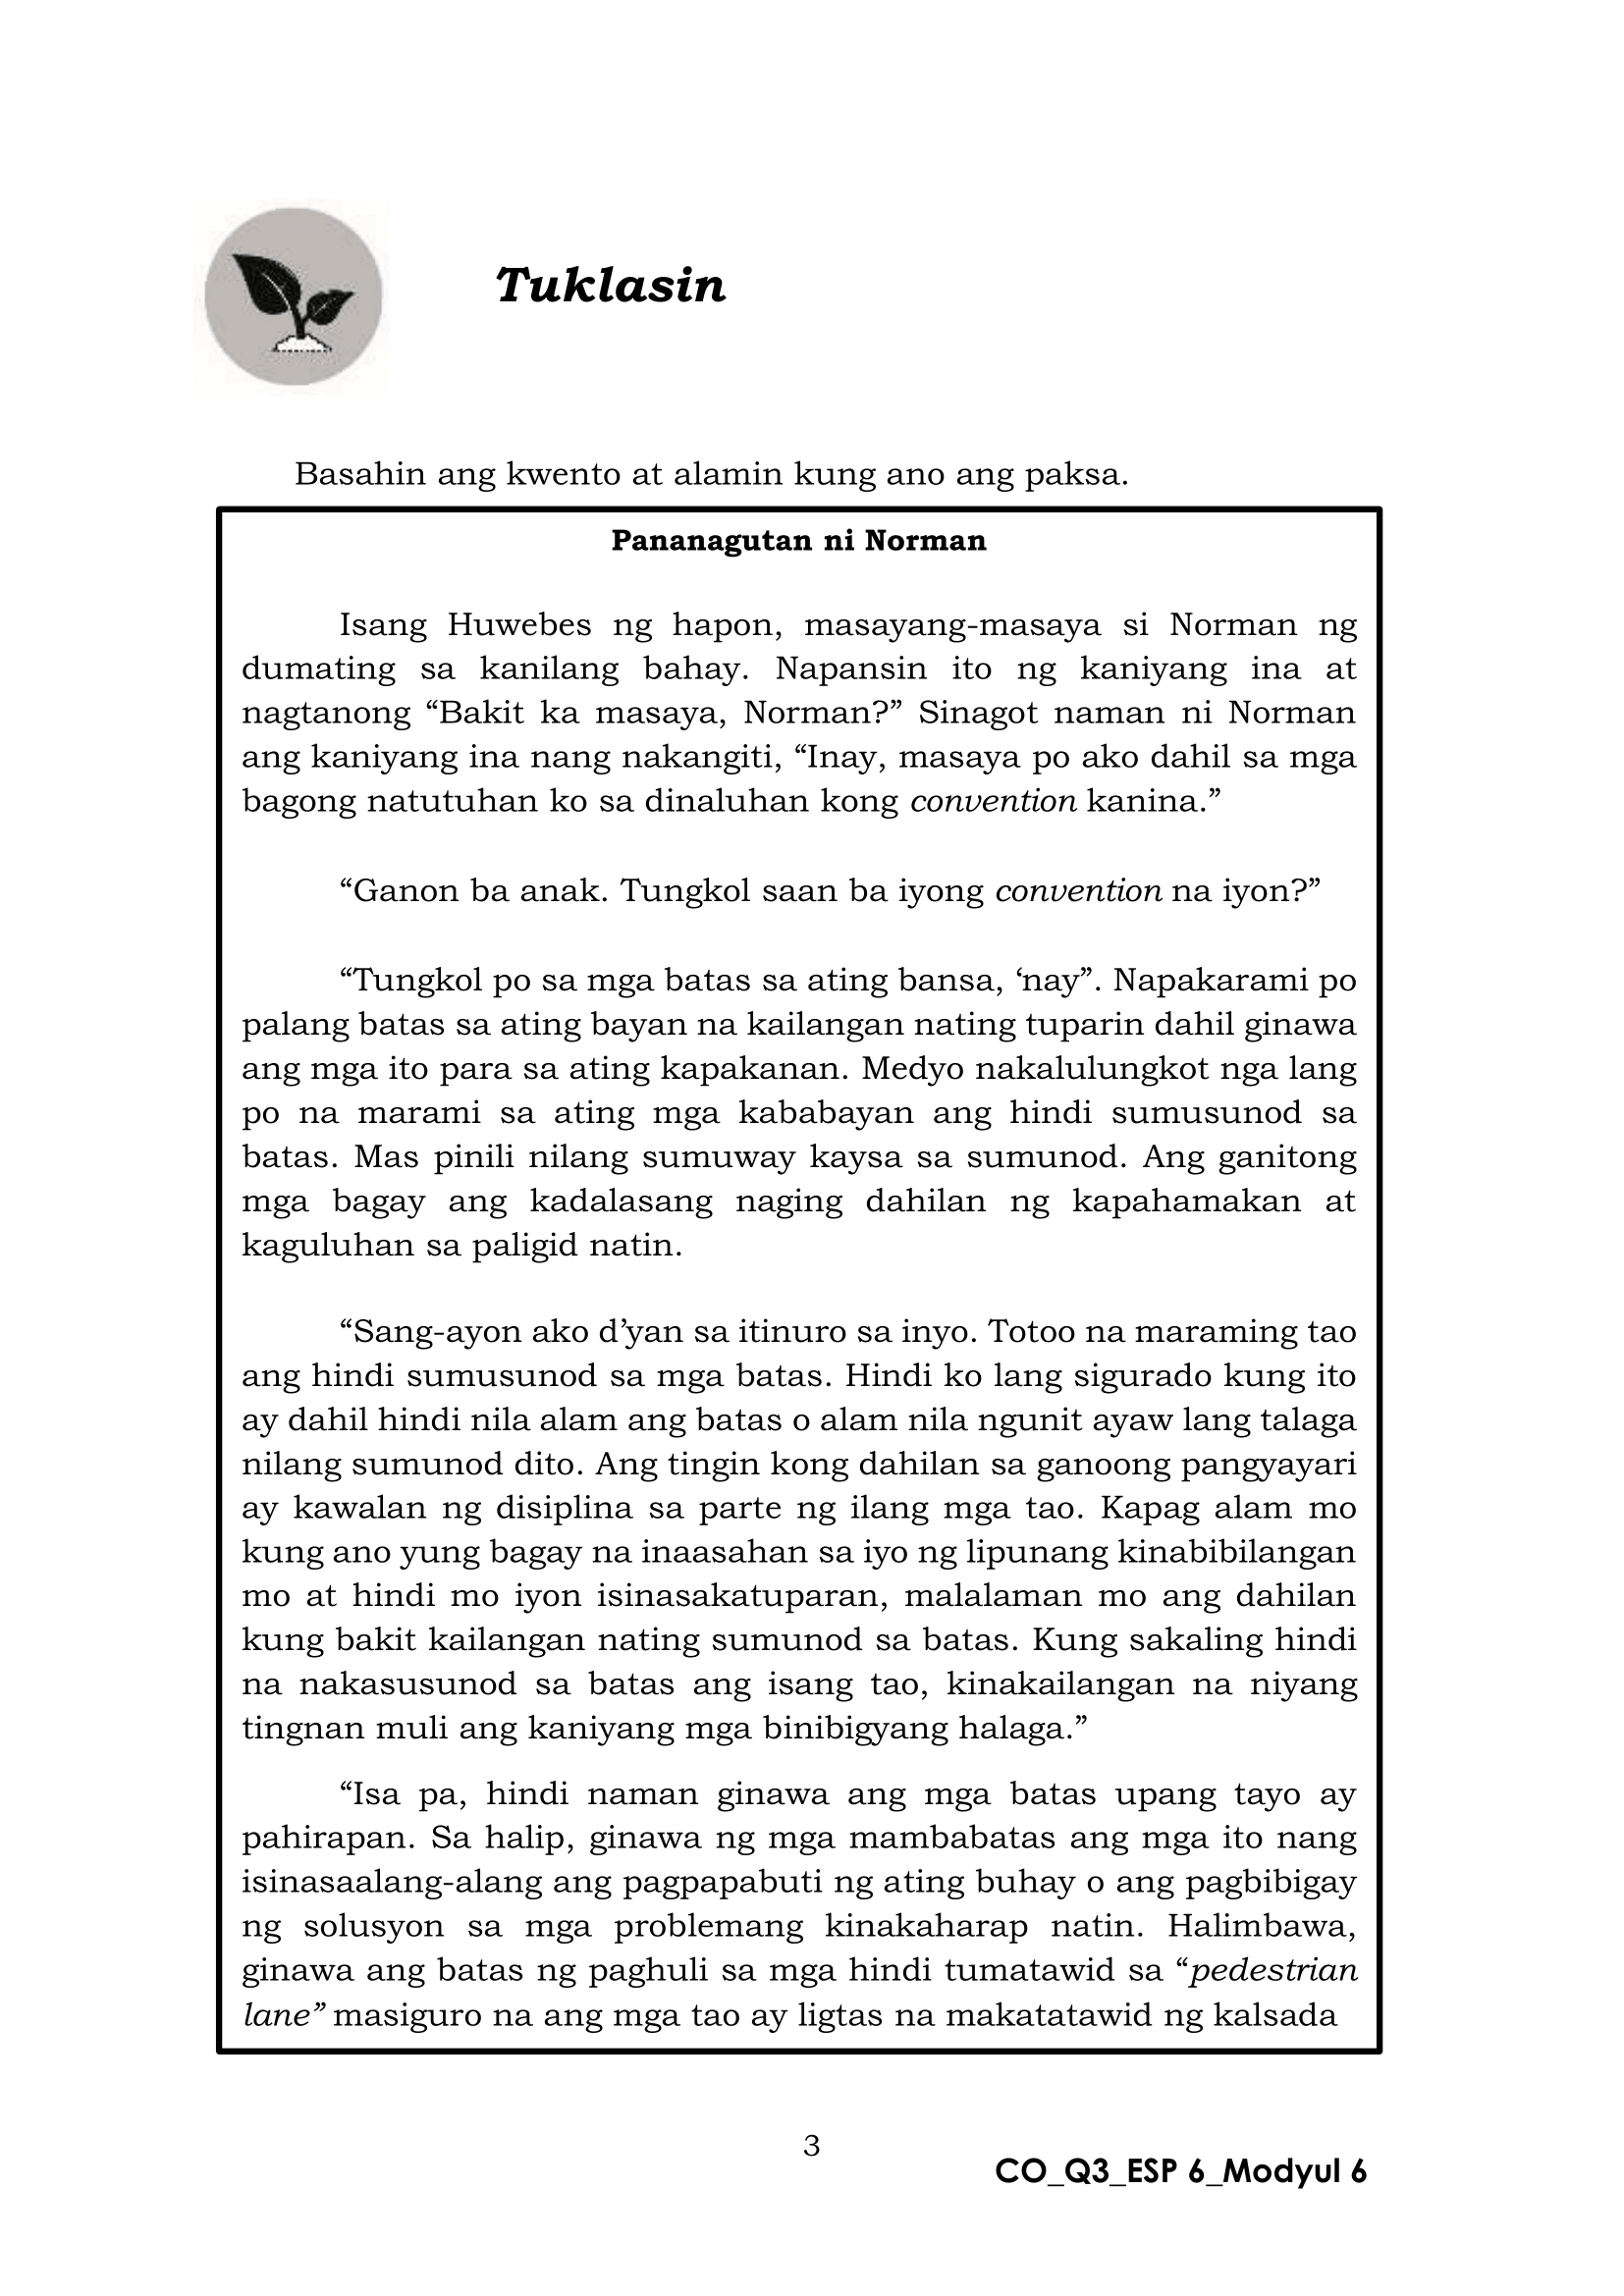 Tuklasin
Basahin ang kwento at alamin kung ano ang paksa.
Pananagutan ni Norman
Isang Huwebes ng hapon, masayang-masaya si Norman ng
dumating sa kanilang bahay. Napansin ito ng kaniyang ina at
nagtanong “Bakit ka masaya, Norman?” Sinagot naman ni Norman
ang kaniyang ina nang nakangiti, “Inay, masaya po ako dahil sa mga
bagong natutuhan ko sa dinaluhan kong convention kanina.”
“Ganon ba anak. Tungkol saan ba iyong convention na iyon?”
“Tungkol po sa mga batas sa ating bansa, ‘nay”. Napakarami po
palang batas sa ating bayan na kailangan nating tuparin dahil ginawa
ang mga ito para sa ating kapakanan. Medyo nakalulungkot nga lang
po na marami sa ating mga kababayan ang hindi sumusunod sa
batas. Mas pinili nilang sumuway kaysa sa sumunod. Ang ganitong
mga bagay ang kadalasang naging dahilan ng kapahamakan at
kaguluhan sa paligid natin.
“Sang-ayon ako d’yan sa itinuro sa inyo. Totoo na maraming tao
ang hindi sumusunod sa mga batas. Hindi ko lang sigurado kung ito
ay dahil hindi nila alam ang batas o alam nila ngunit ayaw lang talaga
nilang sumunod dito. Ang tingin kong dahilan sa ganoong pangyayari
ay kawalan ng disiplina sa parte ng ilang mga tao. Kapag alam mo
kung ano yung bagay na inaasahan sa iyo ng lipunang kinabibilangan
mo at hindi mo iyon isinasakatuparan, malalaman mo ang dahilan
kung bakit kailangan nating sumunod sa batas. Kung sakaling hindi
na nakasusunod sa batas ang isang tao, kinakailangan na niyang
tingnan muli ang kaniyang mga binibigyang halaga.”
“Isa pa, hindi naman ginawa ang mga batas upang tayo ay
pahirapan. Sa halip, ginawa ng mga mambabatas ang mga ito nang
isinasaalang-alang ang pagpapabuti ng ating buhay o ang pagbibigay
ng solusyon sa mga problemang kinakaharap natin. Halimbawa,
ginawa ang batas ng paghuli sa mga hindi tumatawid sa “pedestrian
lane” masiguro na ang mga tao ay ligtas na makatatawid ng kalsada
3
CO_Q3_ESP 6_Modyul 6